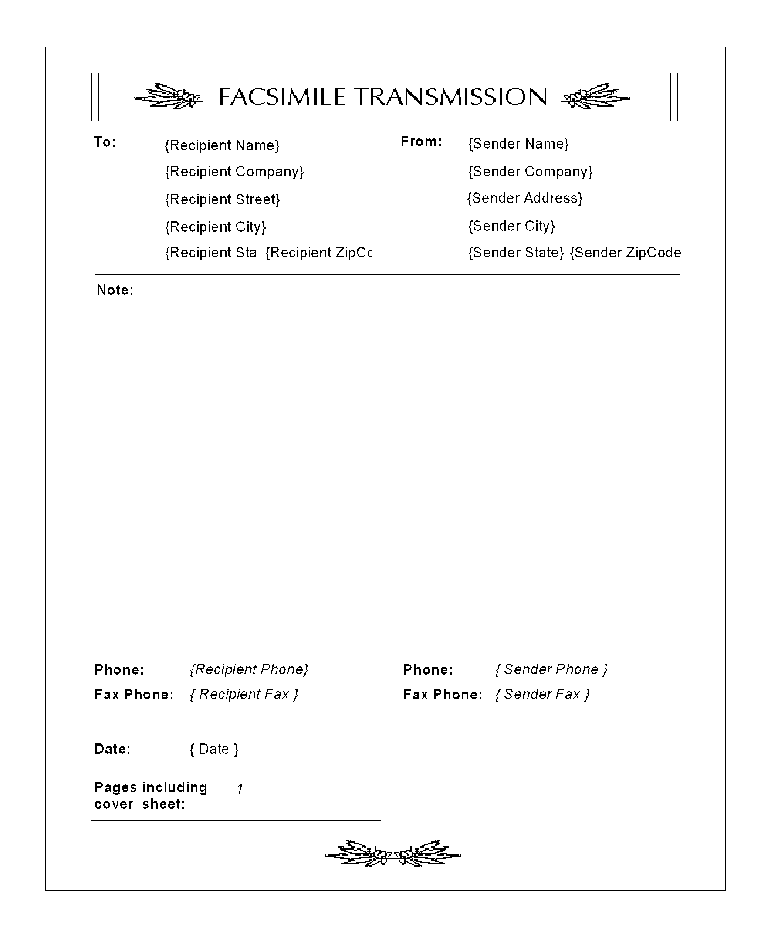 FACSIMILE TRANSMISSION
To: {Recipient Name} From: {Sender Name}
{Recipient Company} {Sender Company}
{Recipient Street} {Sender Address}
{Recipient City} {Sender City}
{Recipient Sta {Recipient ZipCc {Sender State} {Sender ZipCode
Note:
Phone: {Recipient Phone} Phone: { Sender Phone }
Fax Phone: { Recipient Fax } Fax Phone: { Sender Fax }
Date: { Date }
Pages including 1
cover sheet: